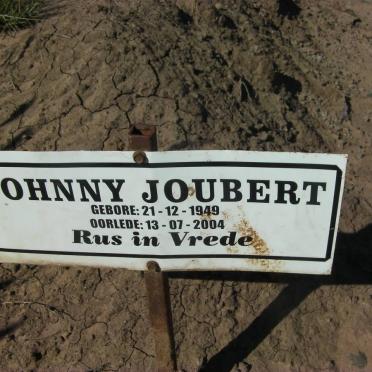 OHNNY JOUBERT
GEBORE: 21 - 12 - 1949
OORLEDE: 13 - 07 - 2004
Rus in Vrede